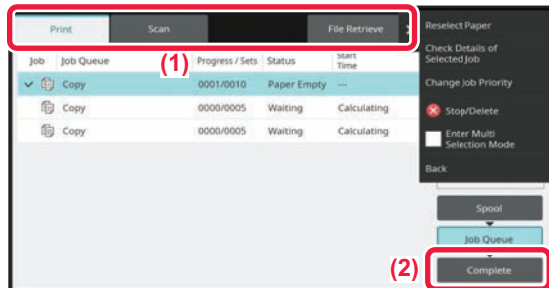 Print Scan File Retrieve
(1)
Job Job Queue Progress / Sets Status Start Time
Copy 0001/0010 Paper Empty ---
Copy 0000/0005 Waiting Calculating
Copy 0000/0005 Waiting Calculating
Reselect Paper
Check Details of
Selected Job
Change Job Priority
Stop/Delete
Enter Multi
Selection Mode
Back
Spool
Job Queue
(2)
Complete